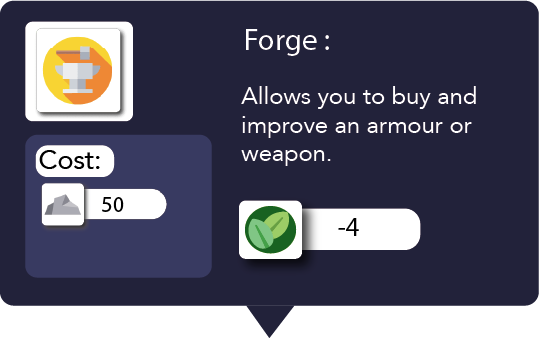 Forge :
Allows you to buy and
improve an armour or
weapon.
Cost:
50
-4